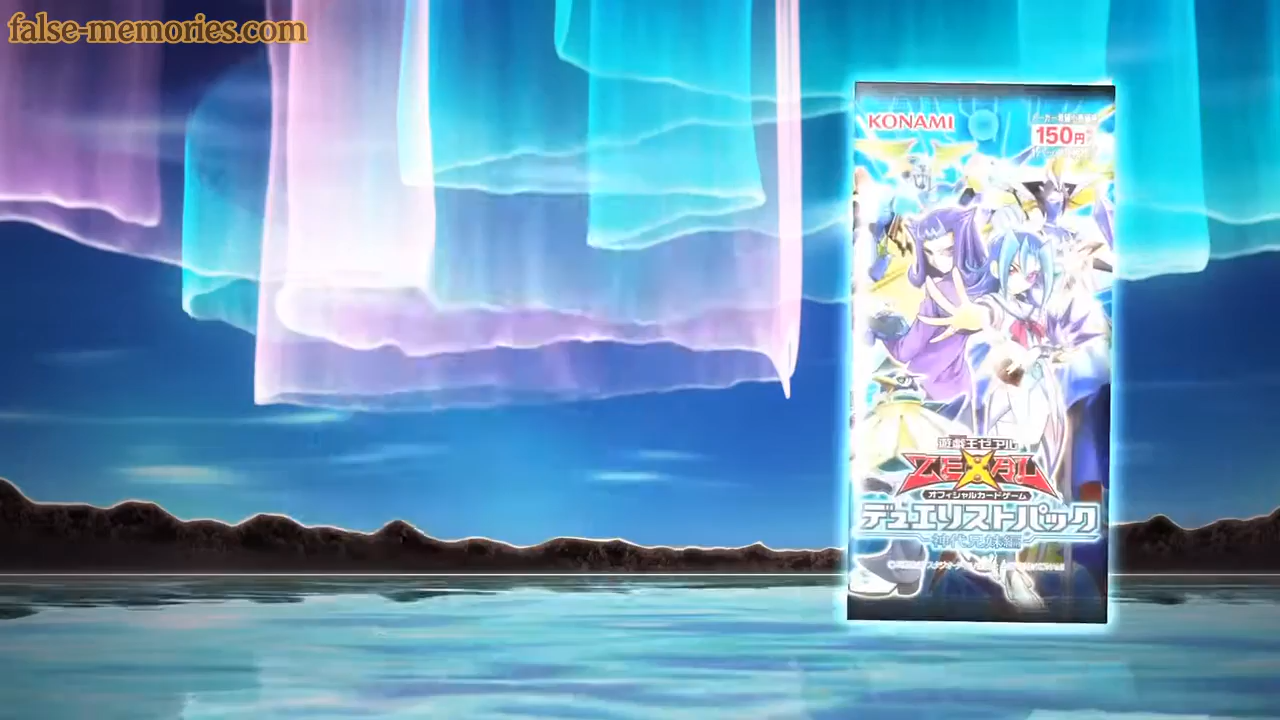 false-memories.com
KONAMI
150円
遊戯王ゼアル
ZEXAL
オフィシャルカードゲーム
デュエリストパック
神代兄妹編